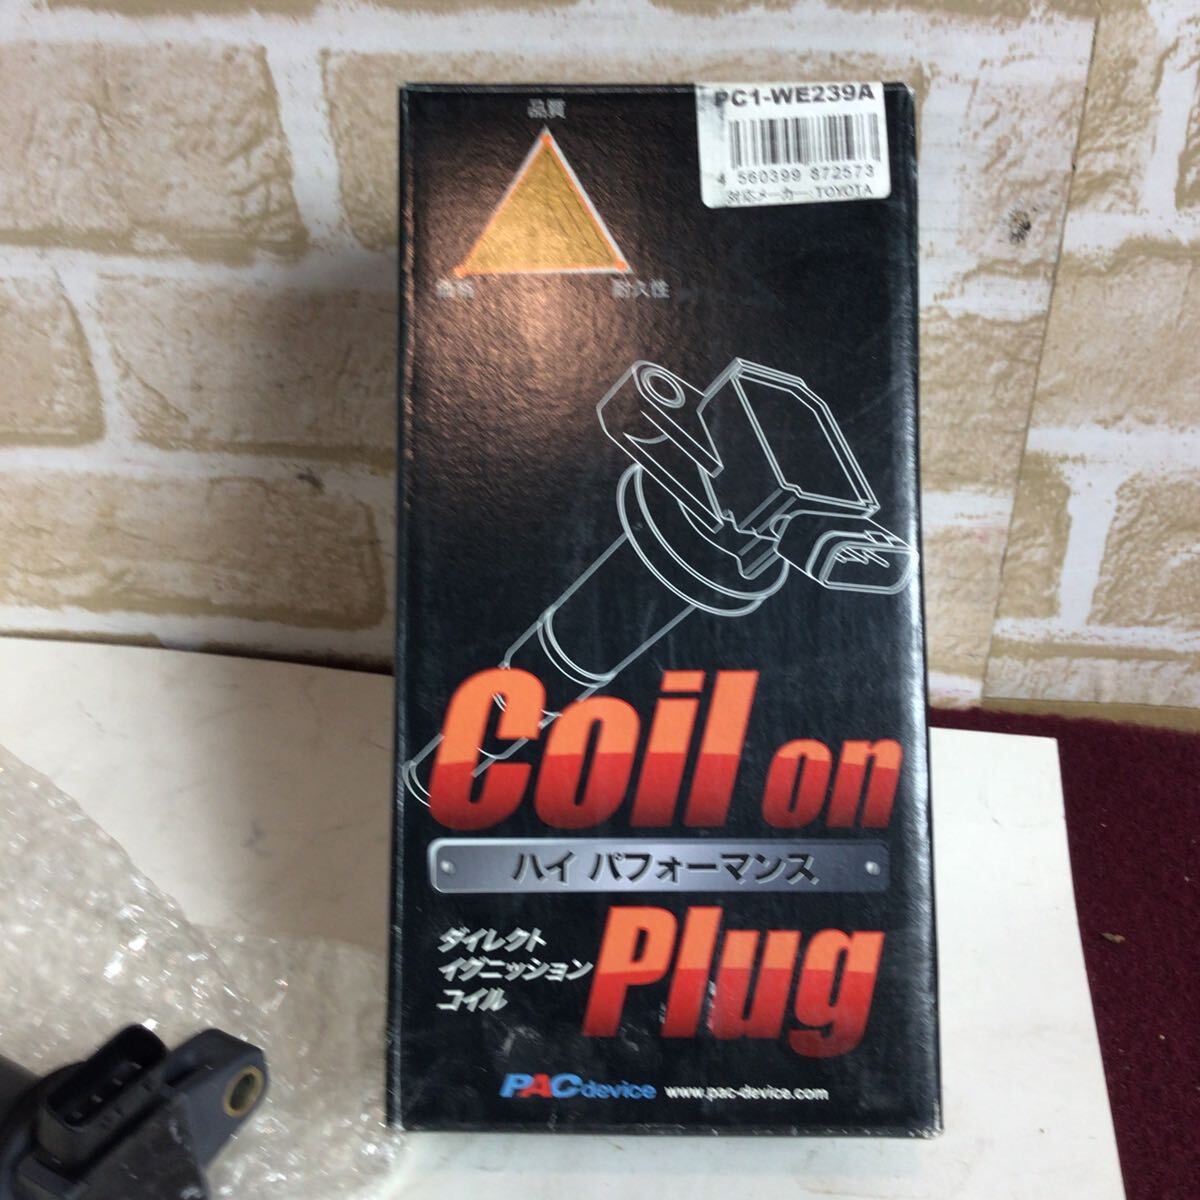 PC1-WE239A
4 560399 872573
対応メーカー:TOYOTA
品質
価格 耐久性
Coil on
ハイ パフォーマンス
Plug
ダイレクト
イグニッション
コイル
PACdevice www.pac-device.com